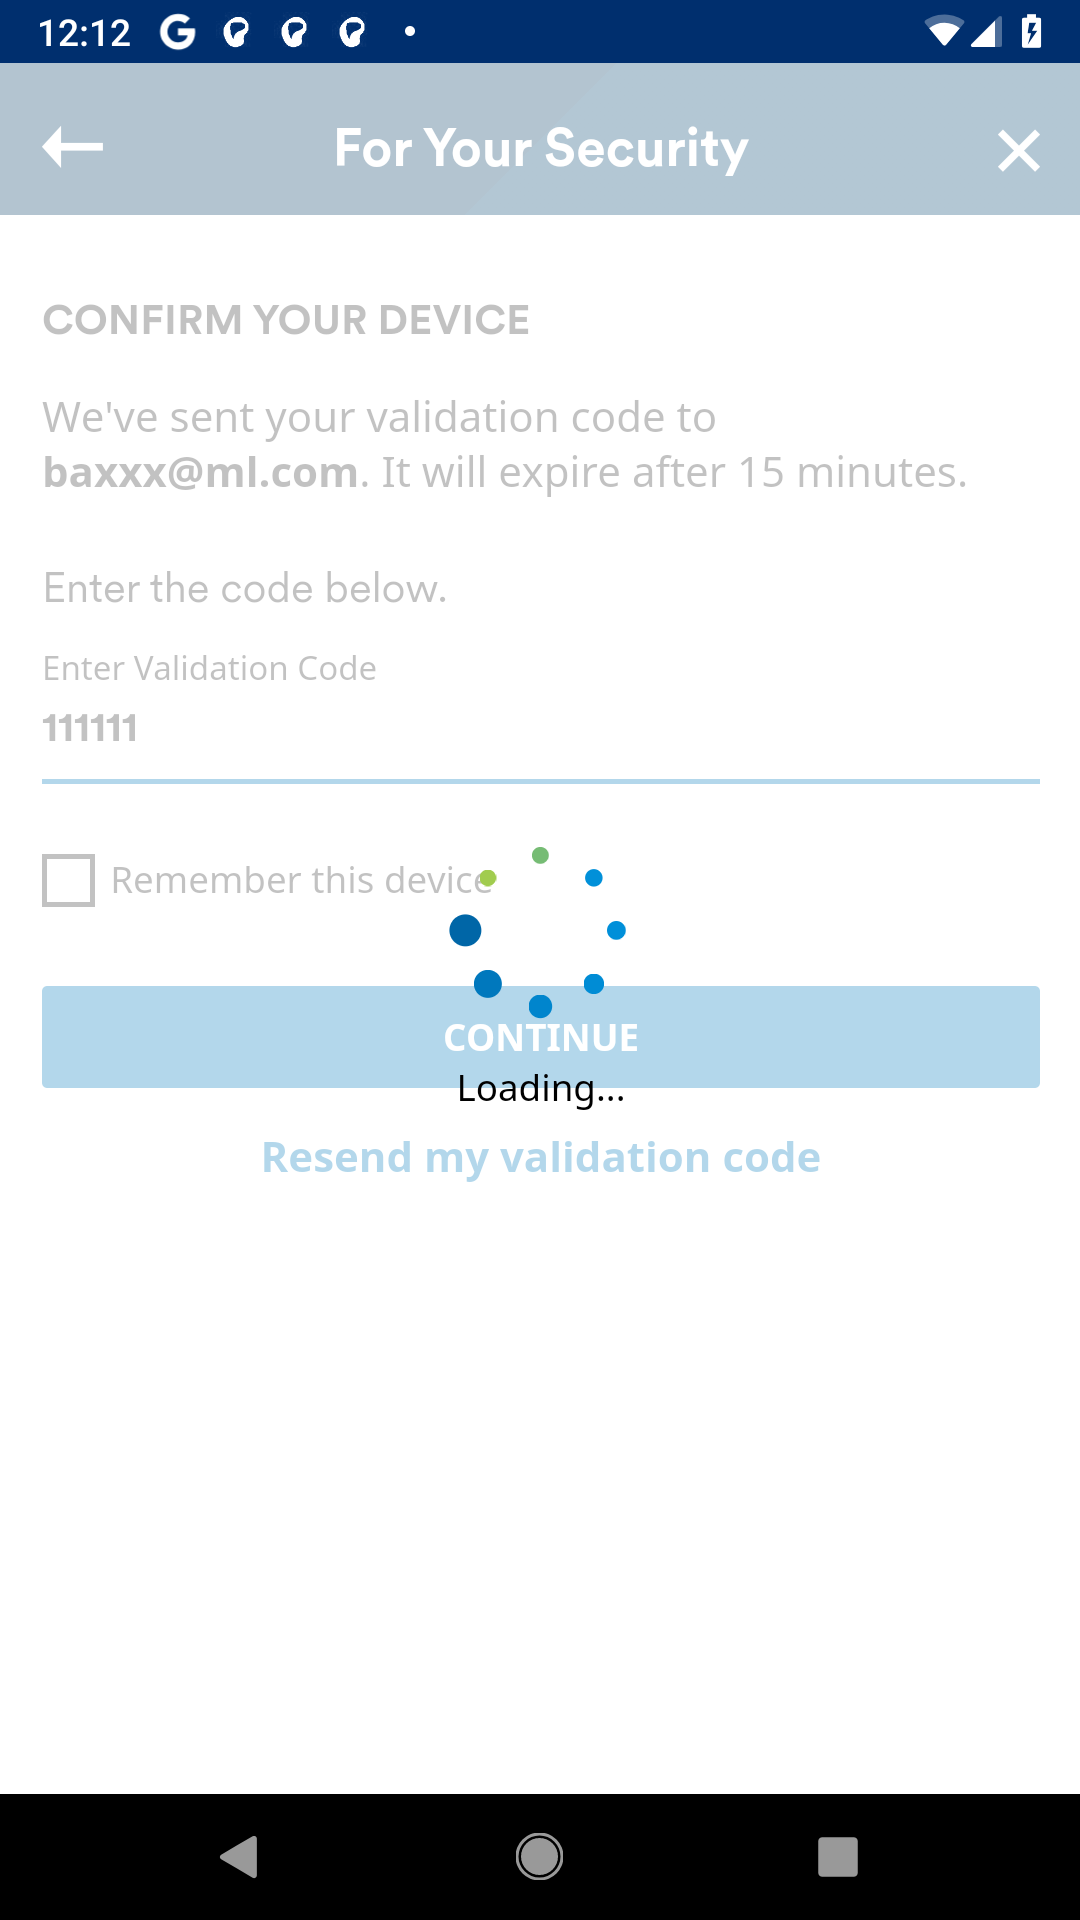 12:12
For Your Security
CONFIRM YOUR DEVICE
We've sent your validation code to
baxxx@ml.com. It will expire after 15 minutes.
Enter the code below.
Enter Validation Code
111111
Remember this device
CONTINUE
Loading...
Resend my validation code